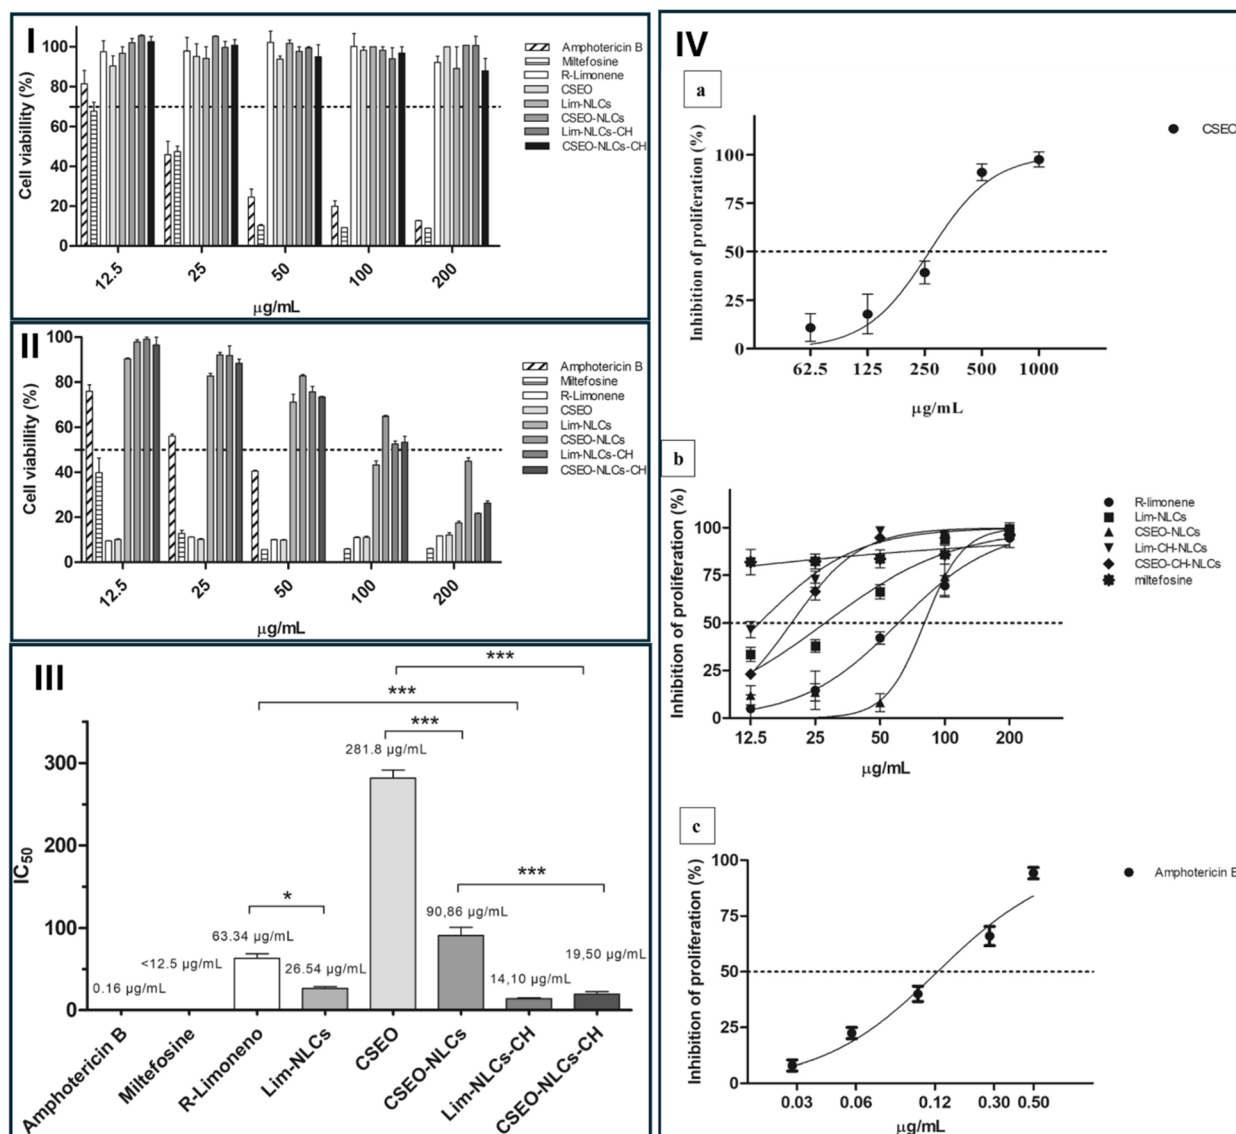 I
Cell viability (%)
100
80
60
40
20
0
12.5
25
50
100
200
μg/mL
Amphotericin B
Miltefosine
R-Limonene
CSEO
Lim-NLCs
CSEO-NLCs
Lim-NLCs-CH
CSEO-NLCs-CH
II
Cell viabillity (%)
100
80
60
40
20
0
12.5
25
50
100
200
μg/mL
Amphotericin B
Miltefosine
R-Limonene
CSEO
Lim-NLCs
CSEO-NLCs
Lim-NLCs-CH
CSEO-NLCs-CH
III
***
***
***
281.8 μg/mL
***
*
90,86 μg/mL
63.34 μg/mL
<12.5 μg/mL
26.54 μg/mL
19,50 μg/mL
0.16 μg/mL
14,10 μg/mL
IC50
300
200
100
0
Amphotericin B
Miltefosine
R-Limoneno
Lim-NLCs
CSEO
CSEO-NLCs
Lim-NLCs-CH
CSEO-NLCs-CH
IV
a
Inhibition of proliferation (%)
100
75
50
25
0
62.5
125
250
500
1000
μg/mL
CSEO
b
Inhibition of proliferation (%)
100
75
50
25
0
12.5
25
50
100
200
μg/mL
R-limonene
Lim-NLCs
CSEO-NLCs
Lim-CH-NLCs
CSEO-CH-NLCs
miltefosine
c
Inhibition of proliferation (%)
100
75
50
25
0
0.03
0.06
0.12
0.30
0.50
μg/mL
Amphotericin B